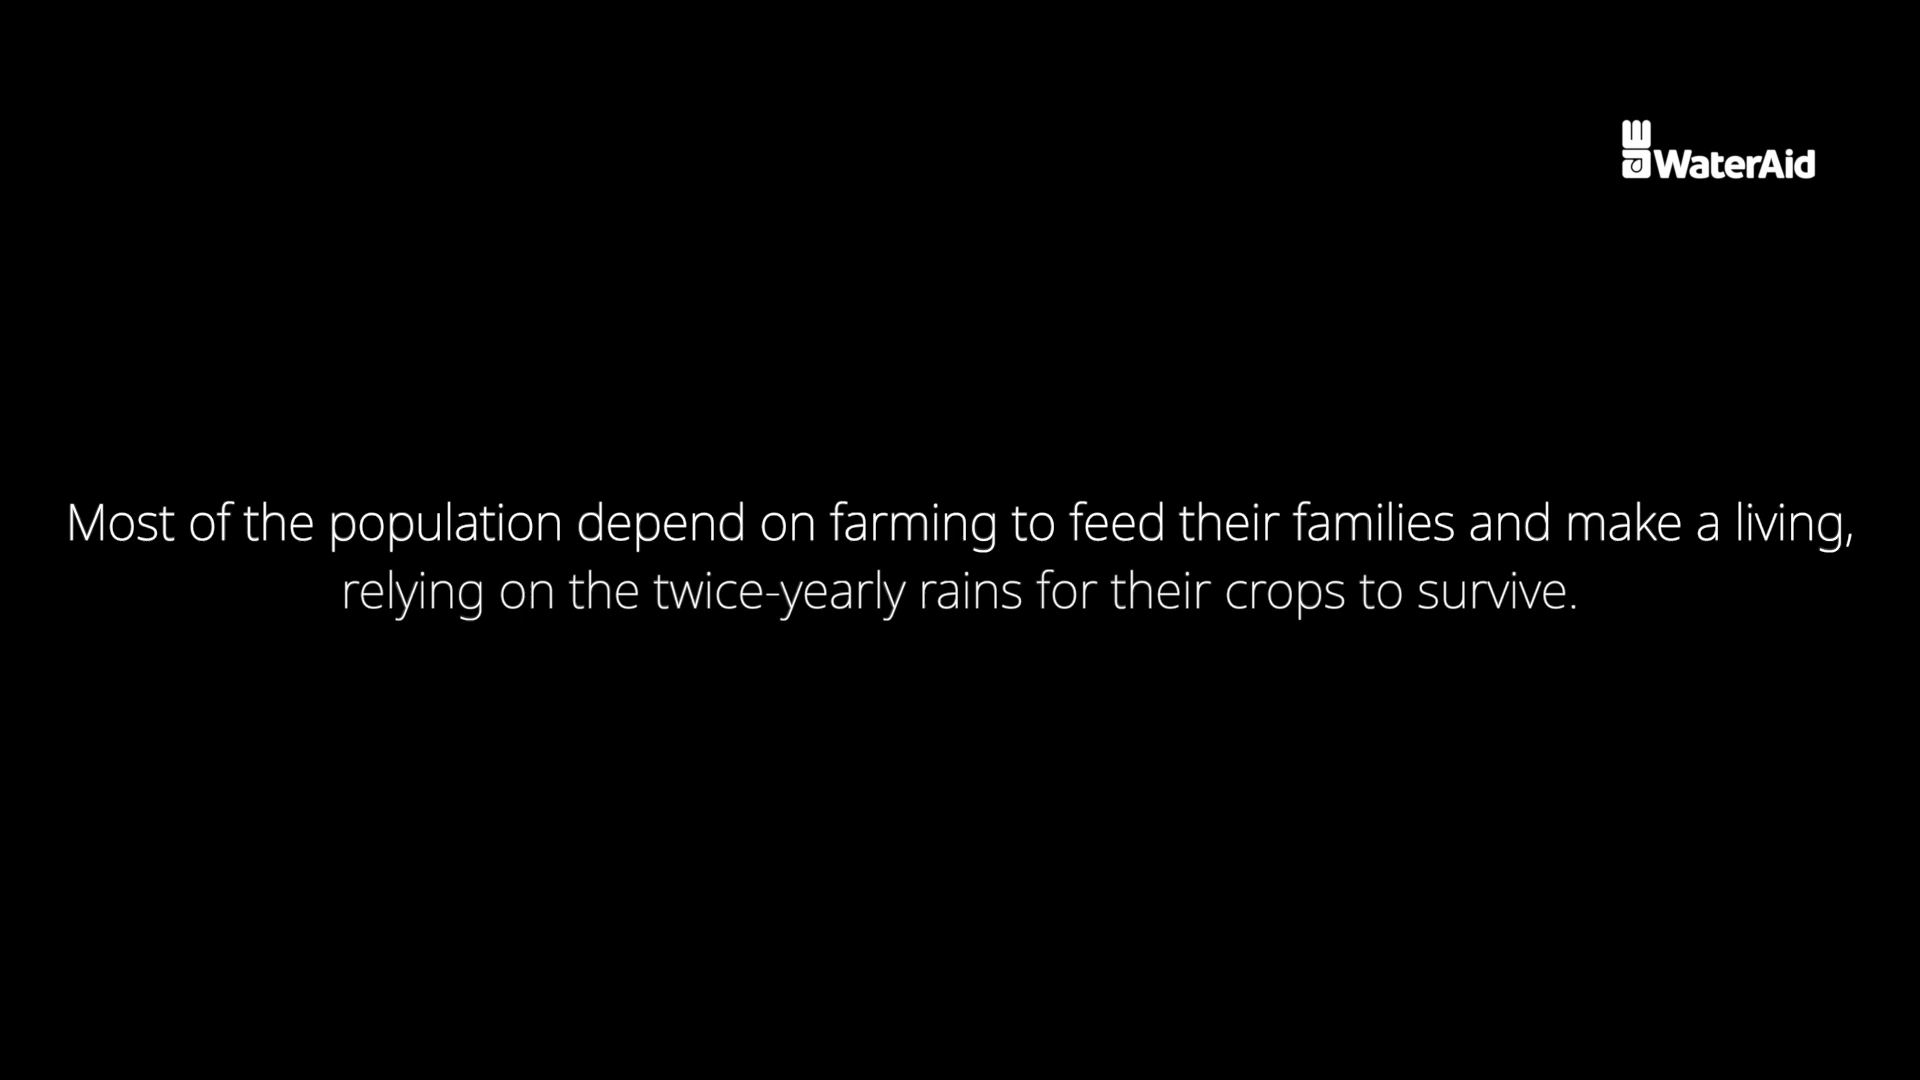 WaterAid
Most of the population depend on farming to feed their families and make a living,
relying on the twice-yearly rains for their crops to survive.